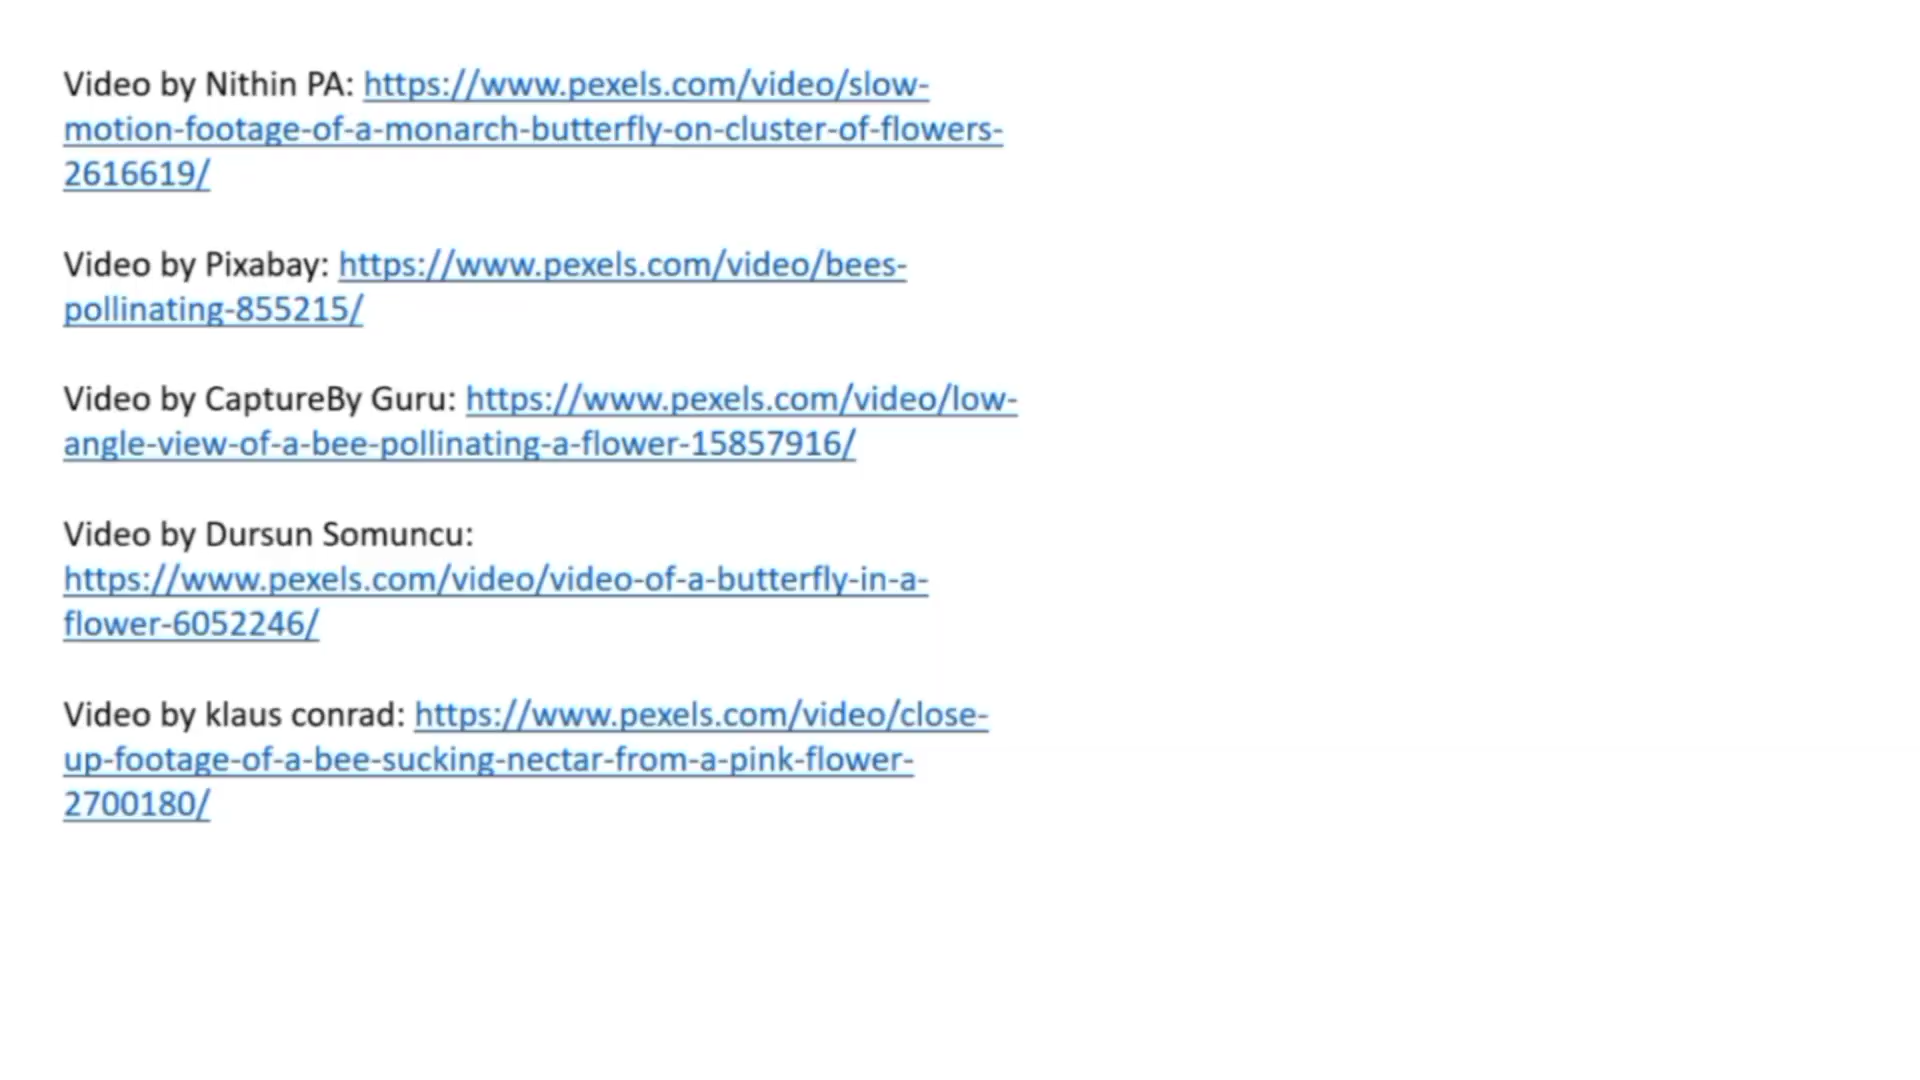 Video by Nithin PA: https://www.pexels.com/video/slow-
motion-footage-of-a-monarch-butterfly-on-cluster-of-flowers-
2616619/
Video by Pixabay: https://www.pexels.com/video/bees-
pollinating-855215/
Video by CaptureBy Guru: https://www.pexels.com/video/low-
angle-view-of-a-bee-pollinating-a-flower-15857916/
Video by Dursun Somuncu:
https://www.pexels.com/video/video-of-a-butterfly-in-a-
flower-6052246/
Video by klaus conrad: https://www.pexels.com/video/close-
up-footage-of-a-bee-sucking-nectar-from-a-pink-flower-
2700180/